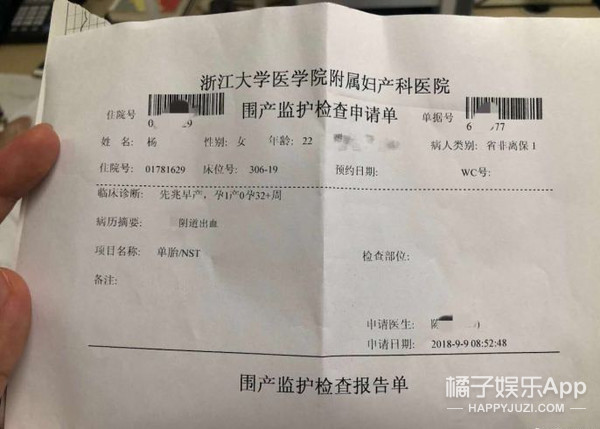 浙江大学医学院附属妇产科医院
围产监护检查申请单
住院号 0 9 单据号 6 77
姓 名: 杨 性别: 女 年龄: 22 病人类别: 省非离保 1
住院号: 01781629 床位号: 306-19 预约日期: WC号:
临床诊断: 先兆早产, 孕1产0孕32+周
病历摘要: 阴道出血
项目名称: 单胎/NST 检查部位:
备注:
申请医生:
申请日期: 2018-9-9 08:52:48
围产监护检查报告单
橘子娱乐App
HAPPYJUZI.COM